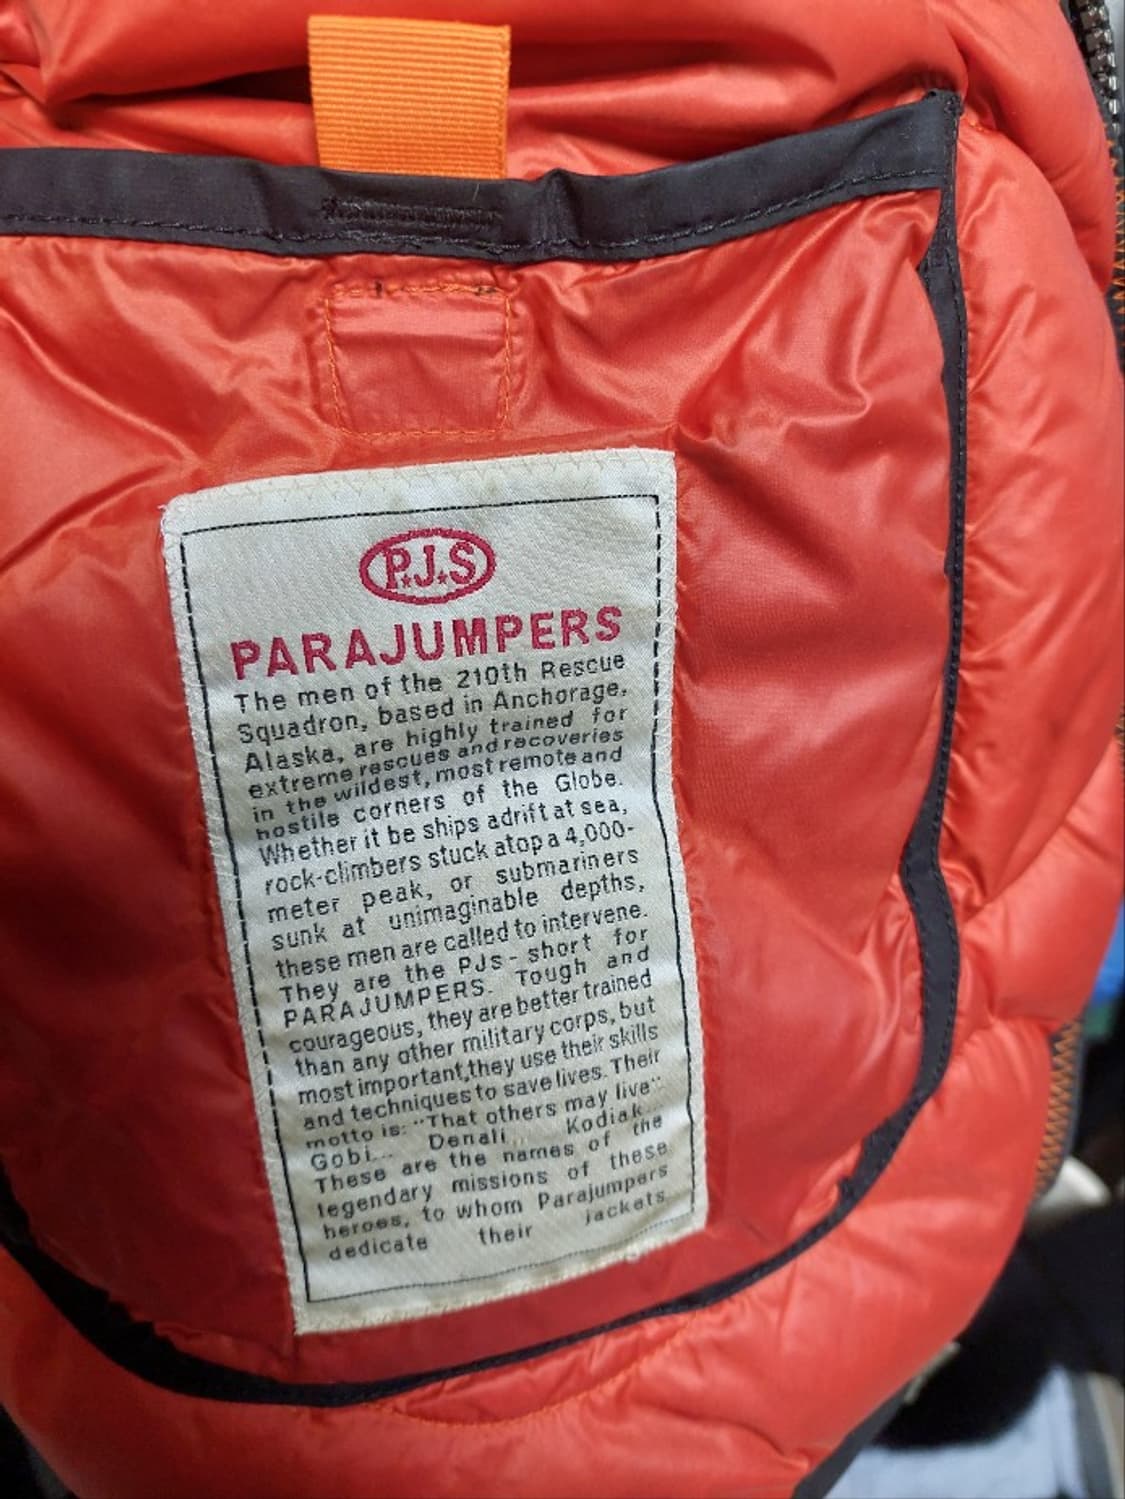 P.J.S
PARAJUMPERS
The men of the 210th Rescue
Squadron, based in Anchorage,
Alaska, are highly trained for
extreme rescues and recoveries
in the wildest, most remote and
hostile corners of the Globe.
Whether it be ships adrift at sea,
rock-climbers stuck atop a 4,000-
meter peak, or submariners
sunk at unimaginable depths,
these men are called to intervene.
They are the PJs - short for
PARAJUMPERS. Tough and
courageous, they are better trained
than any other military corps, but
most important,they use their skills
and techniques to save lives. Their
motto is: "That others may live".
Gobi... Denali... Kodiak...
These are the names of the
legendary missions of these
heroes, to whom Parajumpers
dedicate their jackets